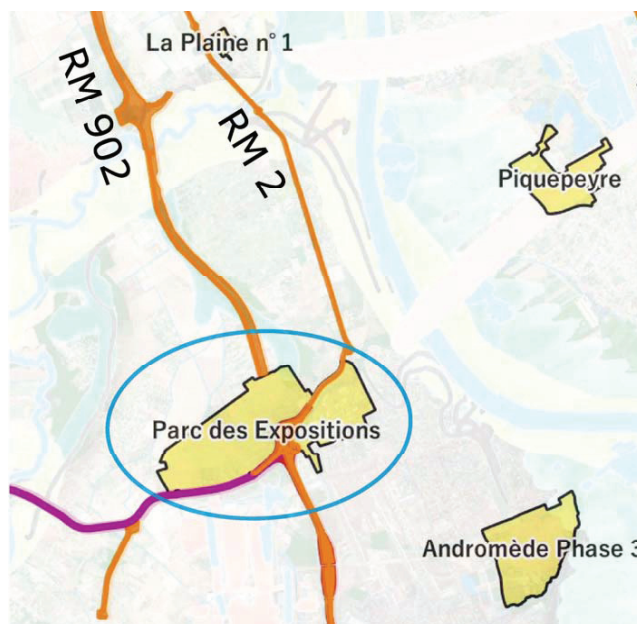 La Plaine n° 1
RM 902
RM 2
Piquepeyre
Parc des Expositions
Andromède Phase 3